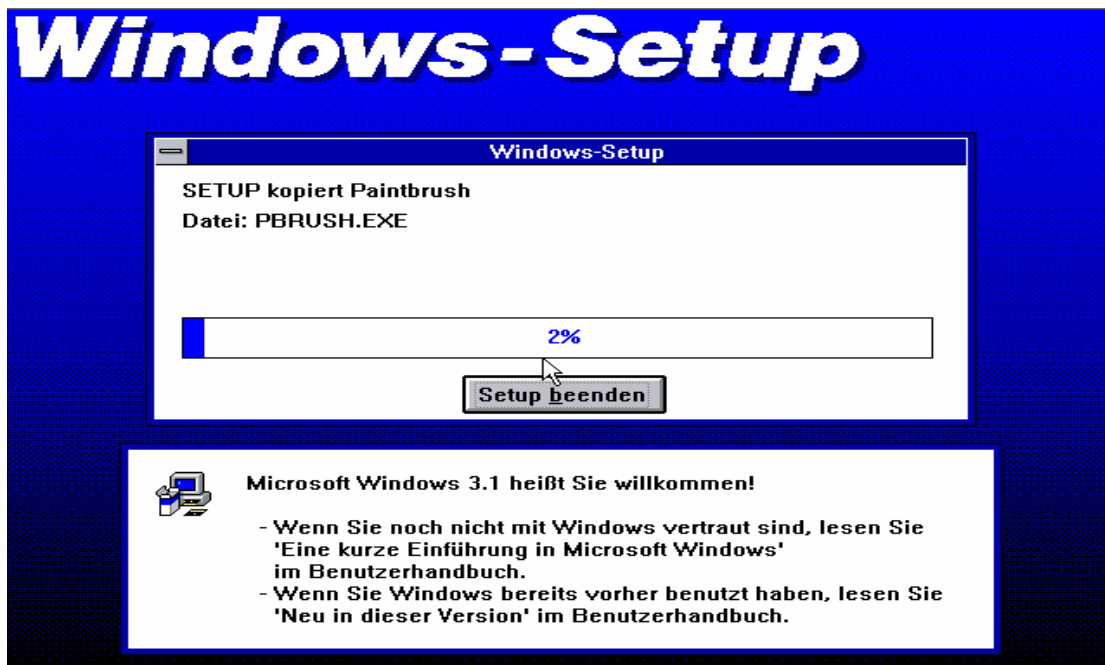 Windows-Setup
Windows-Setup
SETUP kopiert Paintbrush
Datei: PBRUSH.EXE
2%
Setup beenden
Microsoft Windows 3.1 heißt Sie willkommen!
- Wenn Sie noch nicht mit Windows vertraut sind, lesen Sie
'Eine kurze Einführung in Microsoft Windows'
im Benutzerhandbuch.
- Wenn Sie Windows bereits vorher benutzt haben, lesen Sie
'Neu in dieser Version' im Benutzerhandbuch.